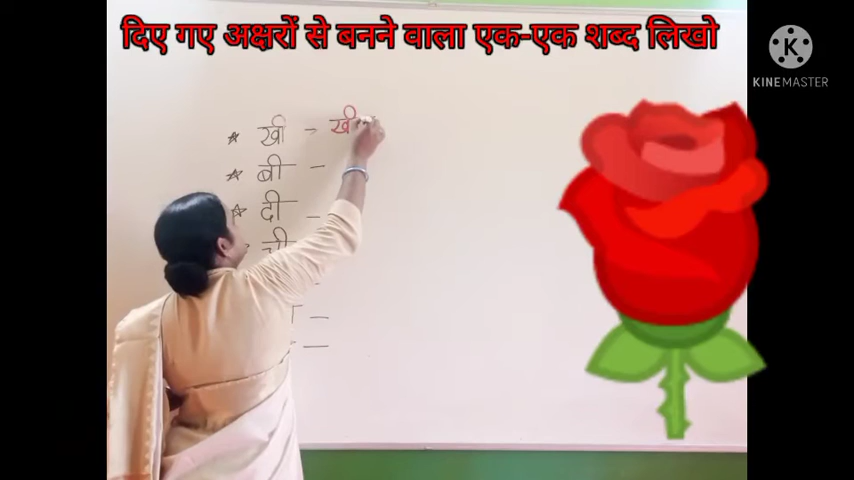 दिए गए अक्षरों से बनने वाला एक-एक शब्द लिखो
K
KINEMASTER
* खी - खी
* बी -
* दी -
ची
-
-